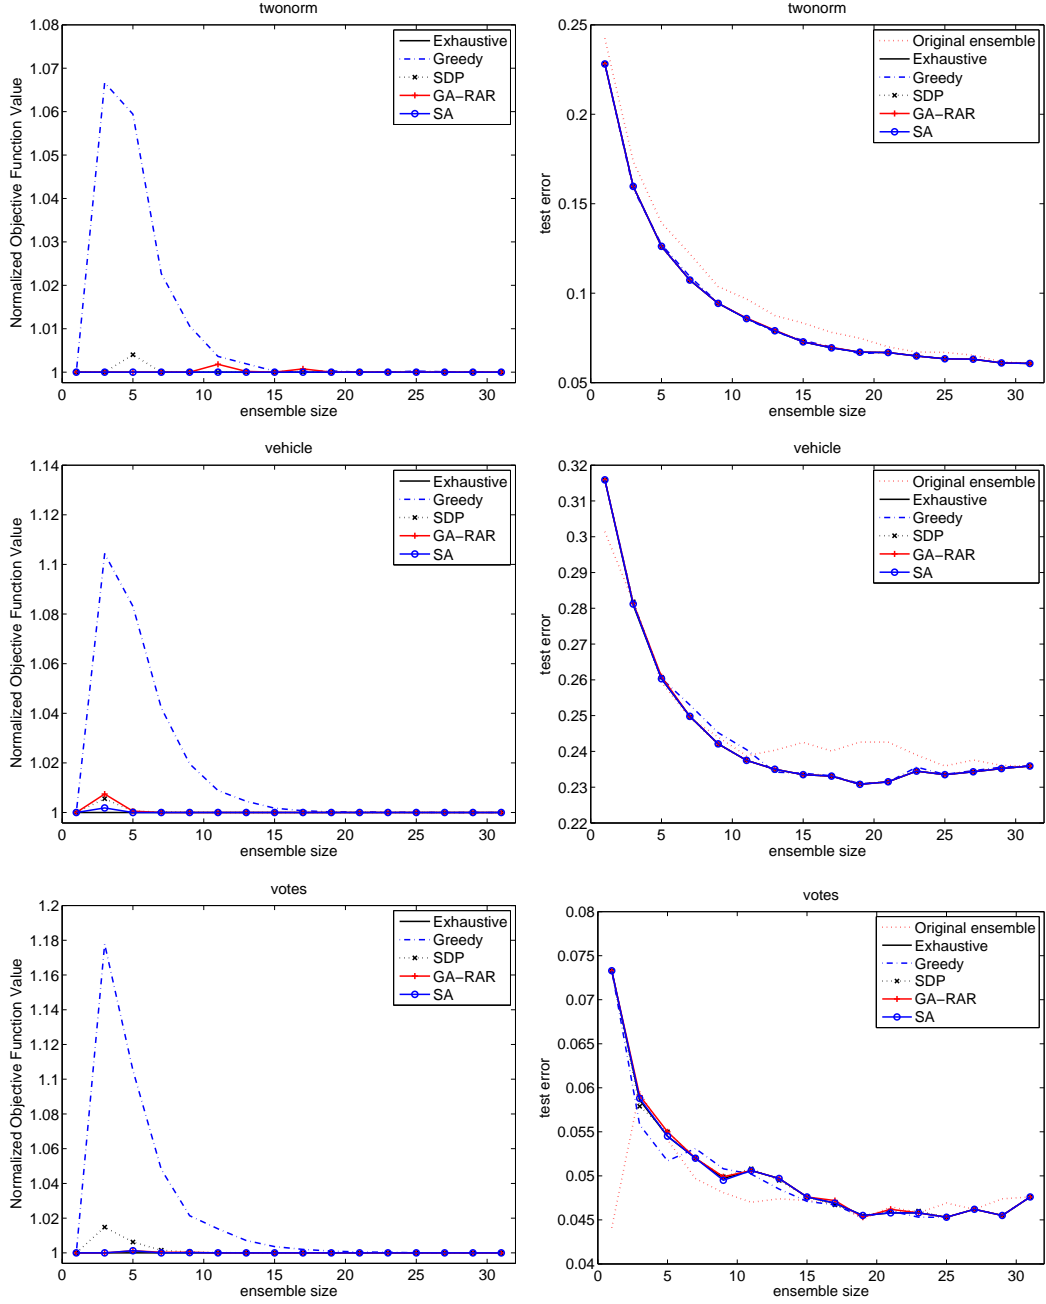 twonorm
1.08
1.07
1.06
1.05
1.04
1.03
1.02
1.01
1
0 5 10 15 20 25 30
Normalized Objective Function Value
ensemble size
Exhaustive
Greedy
SDP
GA−RAR
SA
twonorm
0.25
0.2
0.15
0.1
0.05
0 5 10 15 20 25 30
test error
ensemble size
Original ensemble
Exhaustive
Greedy
SDP
GA−RAR
SA
vehicle
1.14
1.12
1.1
1.08
1.06
1.04
1.02
1
0 5 10 15 20 25 30
Normalized Objective Function Value
ensemble size
Exhaustive
Greedy
SDP
GA−RAR
SA
vehicle
0.32
0.31
0.3
0.29
0.28
0.27
0.26
0.25
0.24
0.23
0.22
0 5 10 15 20 25 30
test error
ensemble size
Original ensemble
Exhaustive
Greedy
SDP
GA−RAR
SA
votes
1.2
1.18
1.16
1.14
1.12
1.1
1.08
1.06
1.04
1.02
1
0 5 10 15 20 25 30
Normalized Objective Function Value
ensemble size
Exhaustive
Greedy
SDP
GA−RAR
SA
votes
0.08
0.075
0.07
0.065
0.06
0.055
0.05
0.045
0.04
0 5 10 15 20 25 30
test error
ensemble size
Original ensemble
Exhaustive
Greedy
SDP
GA−RAR
SA